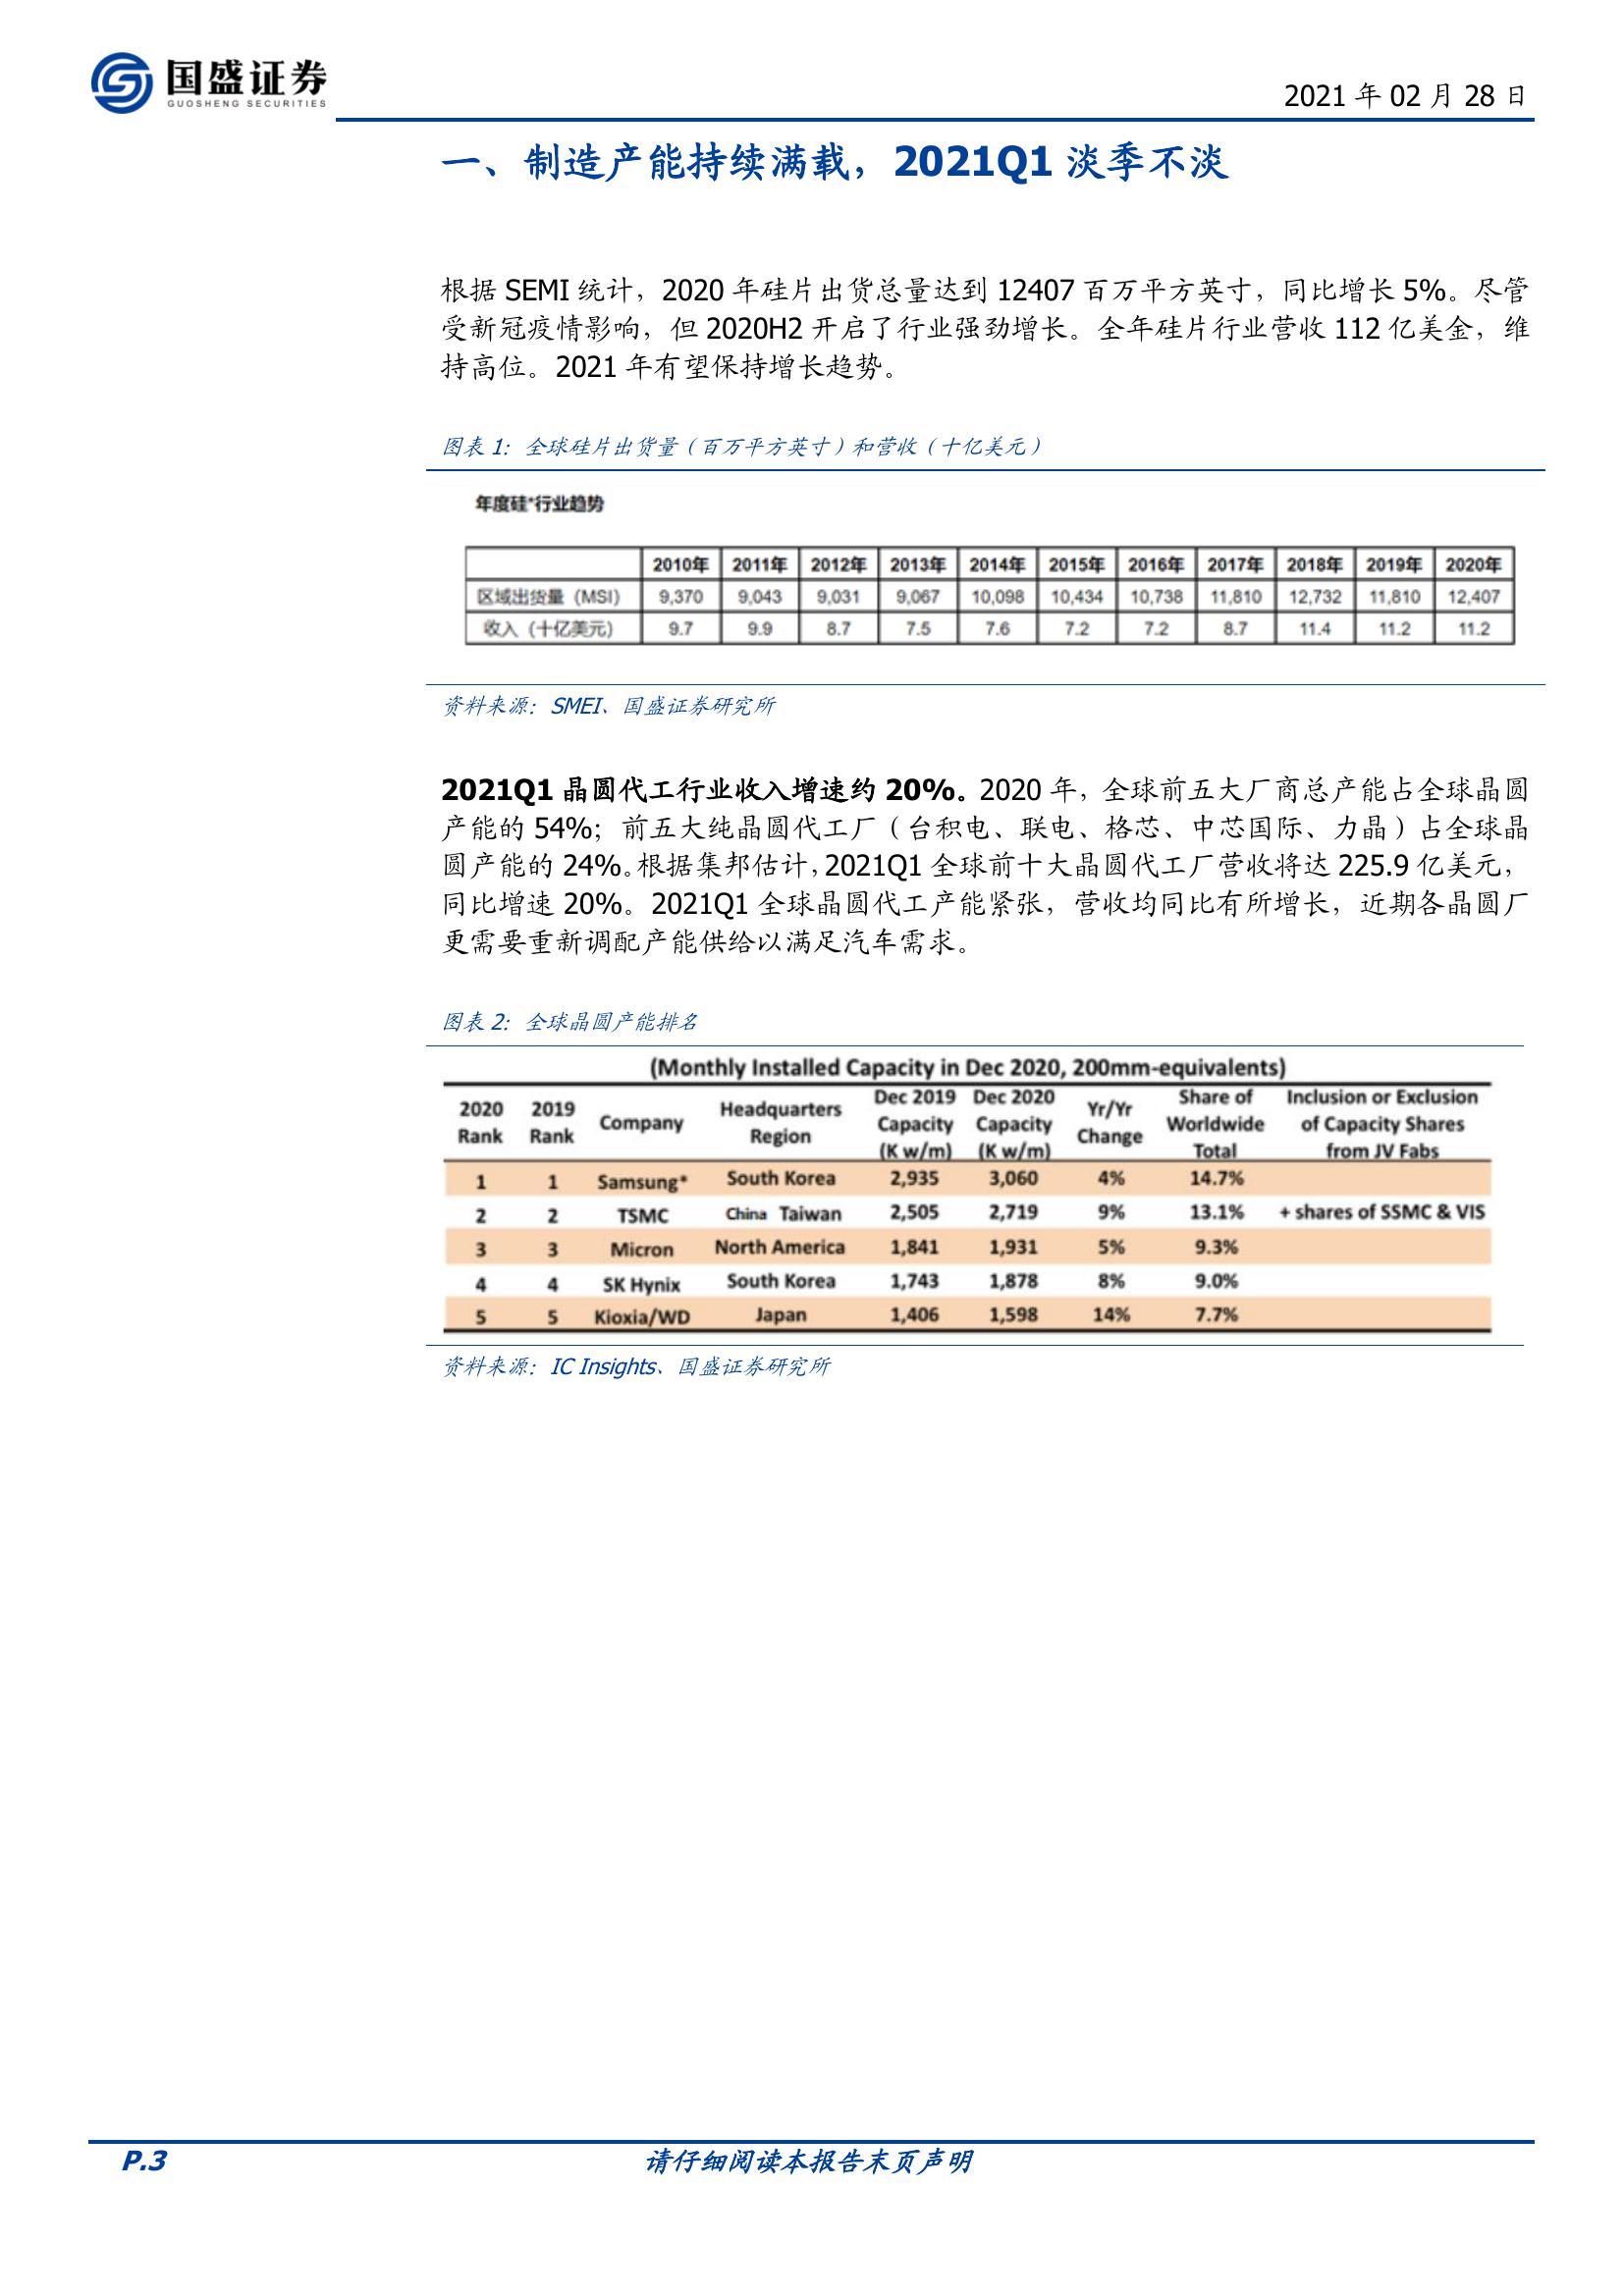 国盛证券
GUOSHENG SECURITIES
2021 年 02 月 28 日
一、制造产能持续满载，2021Q1 淡季不淡
根据 SEMI 统计，2020 年硅片出货总量达到 12407 百万平方英寸，同比增长 5%。尽管
受新冠疫情影响，但 2020H2 开启了行业强劲增长。全年硅片行业营收 112 亿美金，维
持高位。2021 年有望保持增长趋势。
图表 1：全球硅片出货量（百万平方英寸）和营收（十亿美元）
年度硅*行业趋势
2010年 2011年 2012年 2013年 2014年 2015年 2016年 2017年 2018年 2019年 2020年
区域出货量（MSI） 9,370 9,043 9,031 9,067 10,098 10,434 10,738 11,810 12,732 11,810 12,407
收入（十亿美元） 9.7 9.9 8.7 7.5 7.6 7.2 7.2 8.7 11.4 11.2 11.2
资料来源：SMEI、国盛证券研究所
2021Q1 晶圆代工行业收入增速约 20%。2020 年，全球前五大厂商总产能占全球晶圆
产能的 54%；前五大纯晶圆代工厂（台积电、联电、格芯、中芯国际、力晶）占全球晶
圆产能的 24%。根据集邦估计，2021Q1 全球前十大晶圆代工厂营收将达 225.9 亿美元，
同比增速 20%。2021Q1 全球晶圆代工产能紧张，营收均同比有所增长，近期各晶圆厂
更需要重新调配产能供给以满足汽车需求。
图表 2：全球晶圆产能排名
(Monthly Installed Capacity in Dec 2020, 200mm-equivalents)
2020 Rank 2019 Rank Company Headquarters Region Dec 2019 Capacity (K w/m) Dec 2020 Capacity (K w/m) Yr/Yr Change Share of Worldwide Total Inclusion or Exclusion of Capacity Shares from JV Fabs
1 1 Samsung* South Korea 2,935 3,060 4% 14.7%
2 2 TSMC China Taiwan 2,505 2,719 9% 13.1% + shares of SSMC & VIS
3 3 Micron North America 1,841 1,931 5% 9.3%
4 4 SK Hynix South Korea 1,743 1,878 8% 9.0%
5 5 Kioxia/WD Japan 1,406 1,598 14% 7.7%
资料来源：IC Insights、国盛证券研究所
P.3
请仔细阅读本报告末页声明